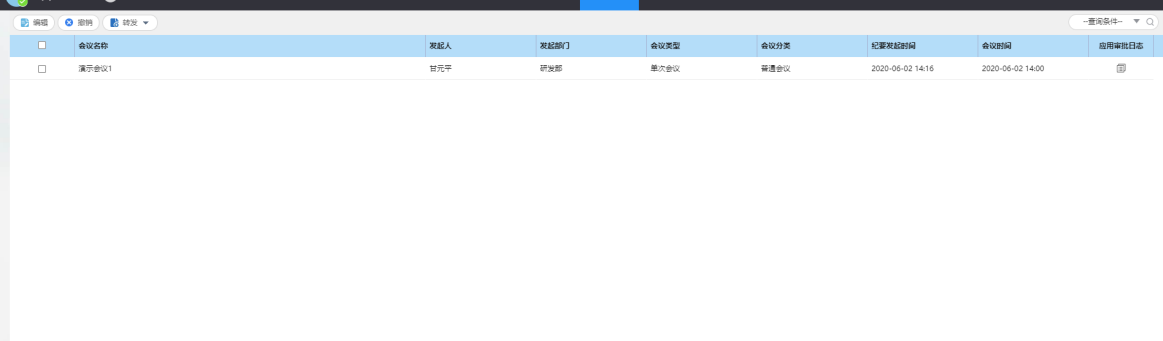 编辑 撤销 转发 --查询条件--
会议名称 发起人 发起部门 会议类型 会议分类 纪要发起时间 会议时间 应用审批日志
演示会议1 甘元平 研发部 单次会议 普通会议 2020-06-02 14:16 2020-06-02 14:00